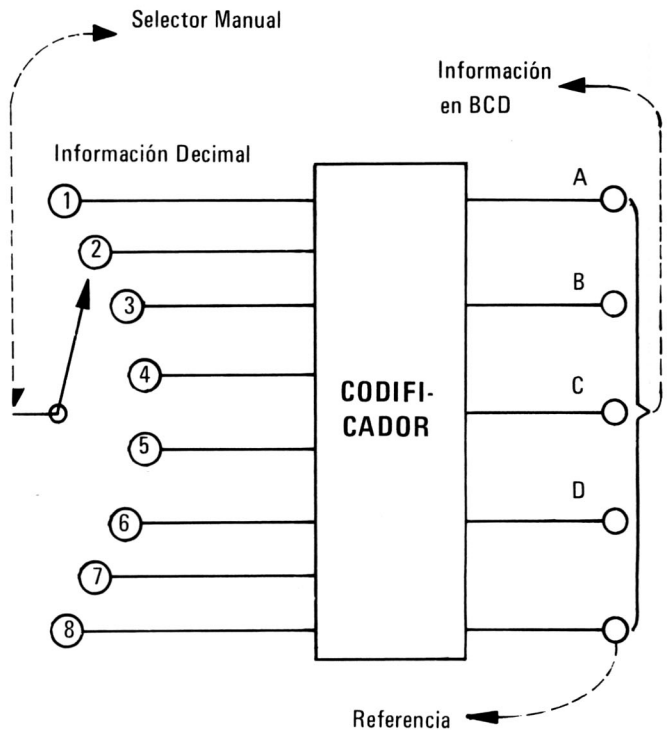 Selector Manual
Información
en BCD
Información Decimal
1
2
3
4
5
6
7
8
CODIFI-
CADOR
A
B
C
D
Referencia